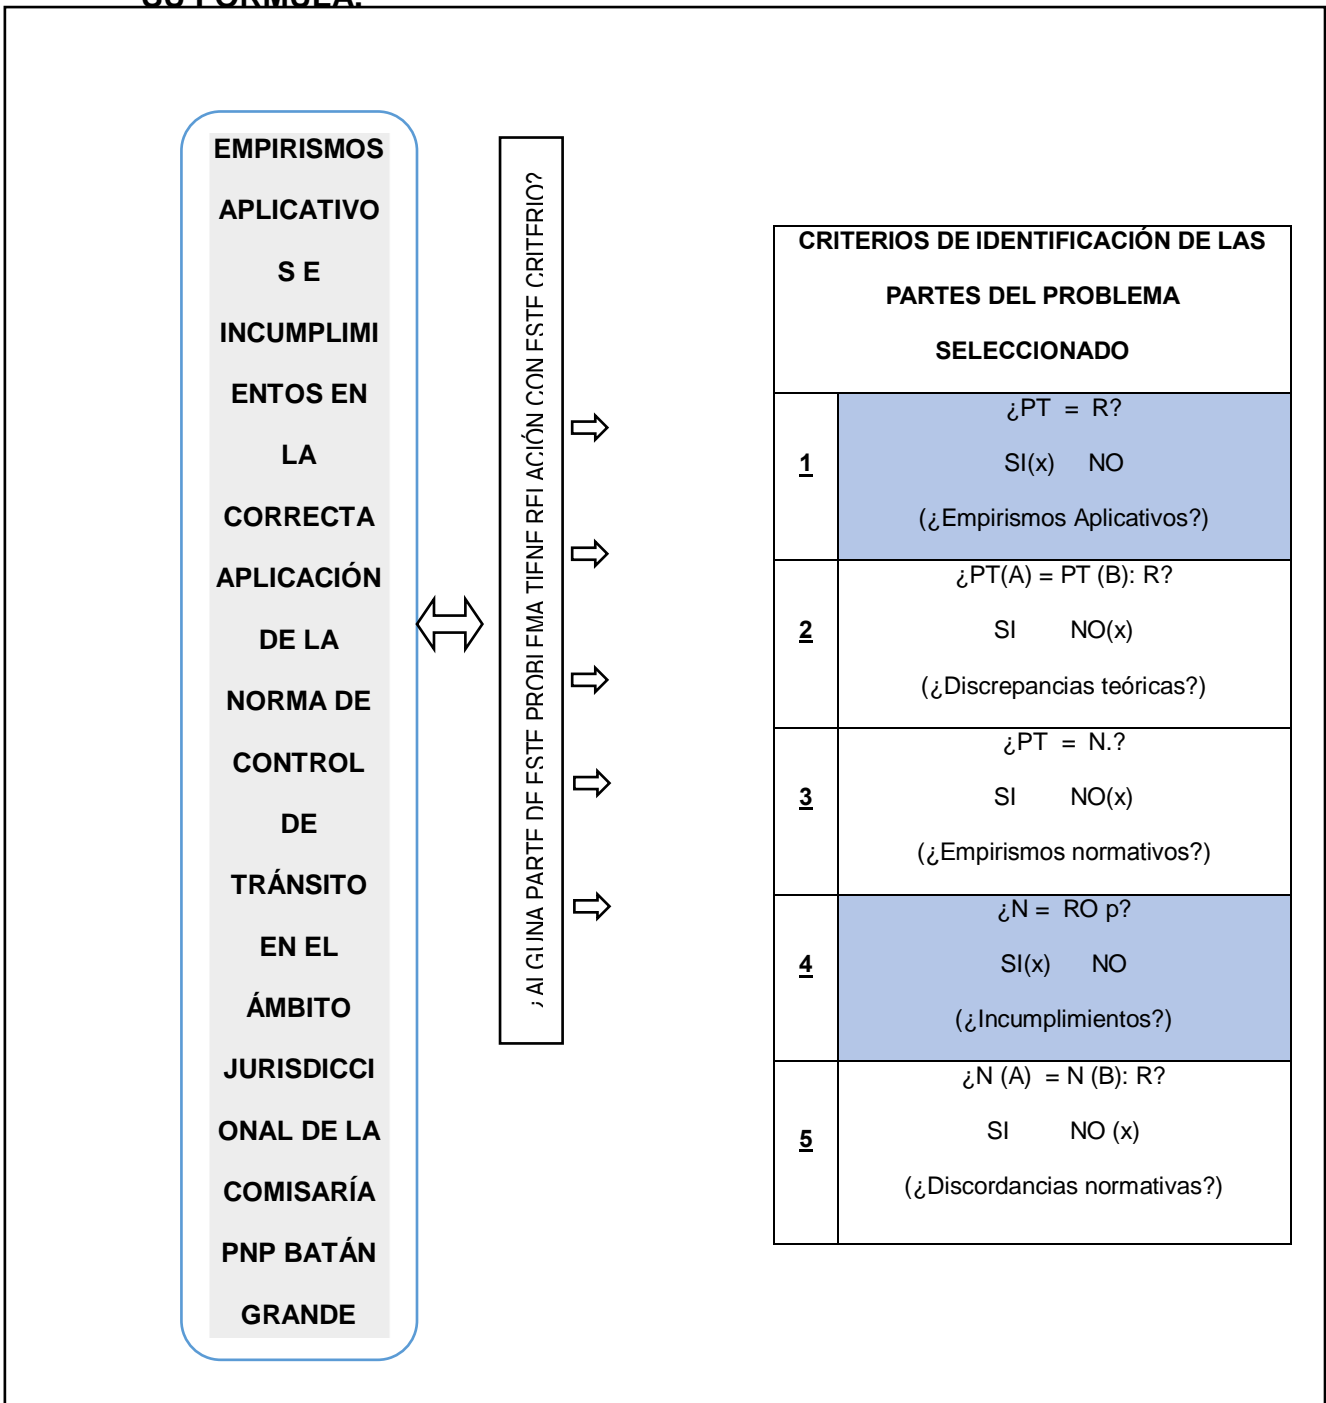 SU FÓRMULA.
EMPIRISMOS
APLICATIVO
S E
INCUMPLIMI
ENTOS EN
LA
CORRECTA
APLICACIÓN
DE LA
NORMA DE
CONTROL
DE
TRÁNSITO
EN EL
ÁMBITO
JURISDICCI
ONAL DE LA
COMISARÍA
PNP BATÁN
GRANDE
¿ALGUNA PARTE DE ESTE PROBLEMA TIENE RELACIÓN CON ESTE CRITERIO?
CRITERIOS DE IDENTIFICACIÓN DE LAS
PARTES DEL PROBLEMA
SELECCIONADO
¿PT = R?
1 SI(x) NO
(¿Empirismos Aplicativos?)
¿PT(A) = PT (B): R?
2 SI NO(x)
(¿Discrepancias teóricas?)
¿PT = N.?
3 SI NO(x)
(¿Empirismos normativos?)
¿N = RO p?
4 SI(x) NO
(¿Incumplimientos?)
¿N (A) = N (B): R?
5 SI NO (x)
(¿Discordancias normativas?)